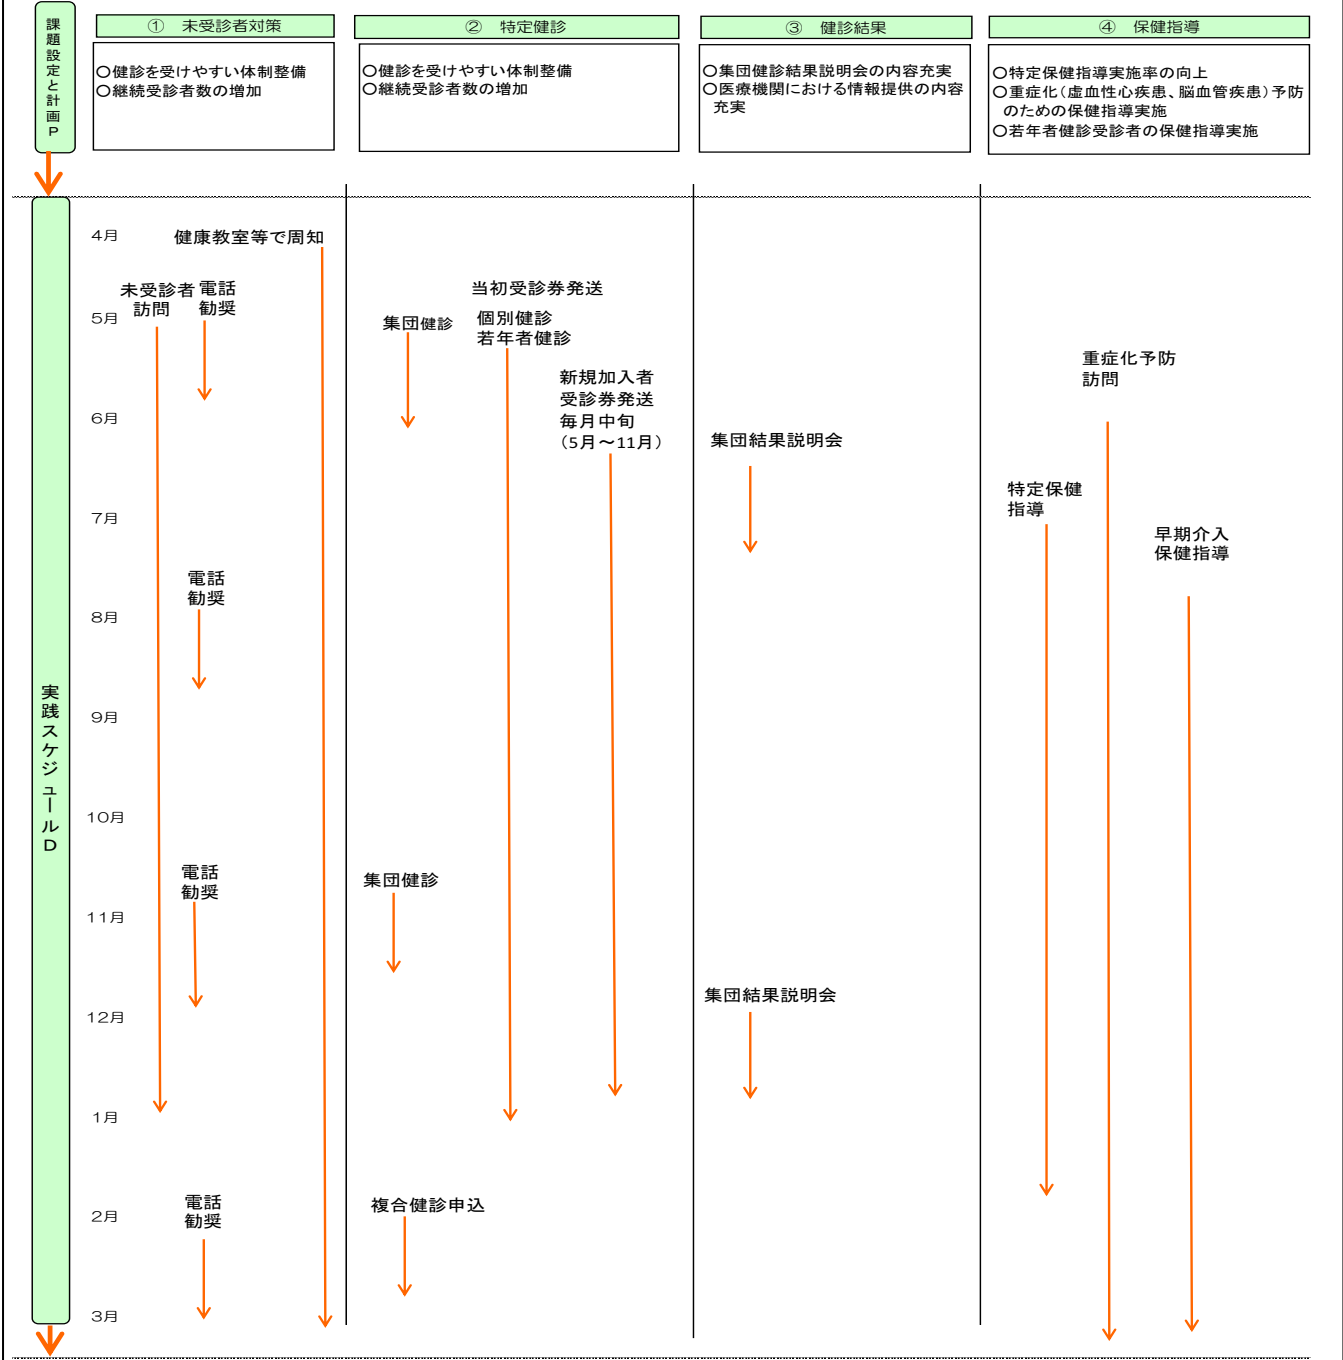 課題設定と計画P
① 未受診者対策
○健診を受けやすい体制整備
○継続受診者数の増加
② 特定健診
○健診を受けやすい体制整備
○継続受診者数の増加
③ 健診結果
○集団健診結果説明会の内容充実
○医療機関における情報提供の内容
充実
④ 保健指導
○特定保健指導実施率の向上
○重症化(虚血性心疾患、脳血管疾患)予防
のための保健指導実施
○若年者健診受診者の保健指導実施
実践スケジュールD
4月
5月
6月
7月
8月
9月
10月
11月
12月
1月
2月
3月
健康教室等で周知
未受診者
訪問
電話
勧奨
電話
勧奨
電話
勧奨
電話
勧奨
当初受診券発送
集団健診
個別健診
若年者健診
新規加入者
受診券発送
毎月中旬
(5月~11月)
集団健診
複合健診申込
集団結果説明会
集団結果説明会
重症化予防
訪問
特定保健
指導
早期介入
保健指導